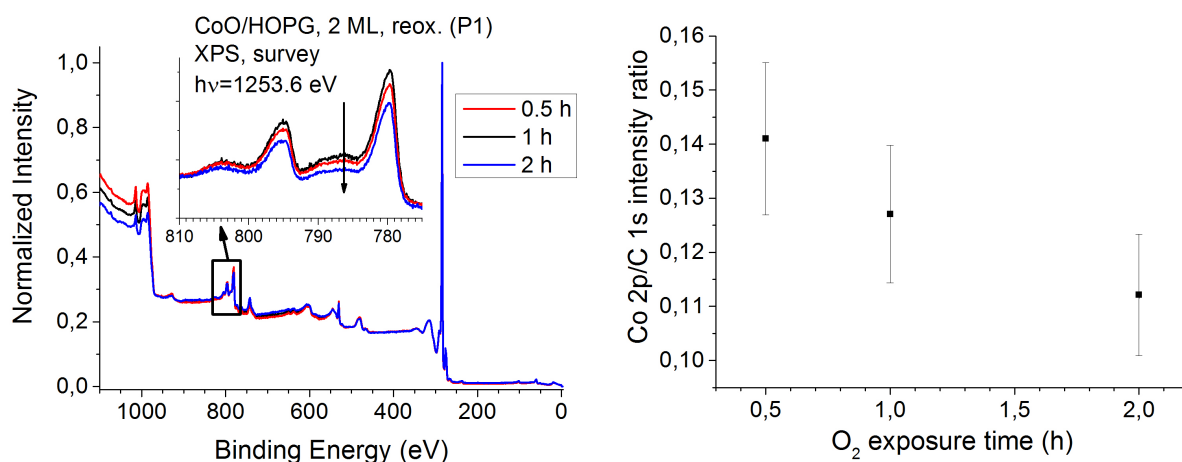 CoO/HOPG, 2 ML, reox. (P1)
XPS, survey
hν=1253.6 eV
0.5 h
1 h
2 h
810 800 790 780
1,0
0,8
0,6
0,4
0,2
0,0
Normalized Intensity
1000 800 600 400 200 0
Binding Energy (eV)
0,16
0,15
0,14
0,13
0,12
0,11
0,10
Co 2p/C 1s intensity ratio
0,5 1,0 1,5 2,0
O₂ exposure time (h)